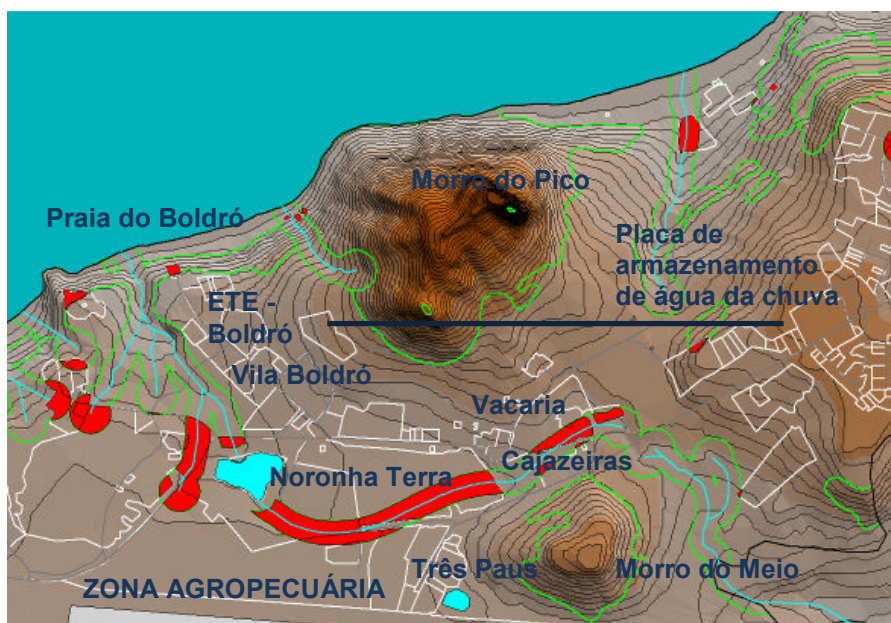 Morro do Pico
Praia do Boldró
Placa de
armazenamento
de água da chuva
ETE -
Boldró
Vila Boldró
Vacaria
Cajazeiras
Noronha Terra
Três Paus
Morro do Meio
ZONA AGROPECUÁRIA